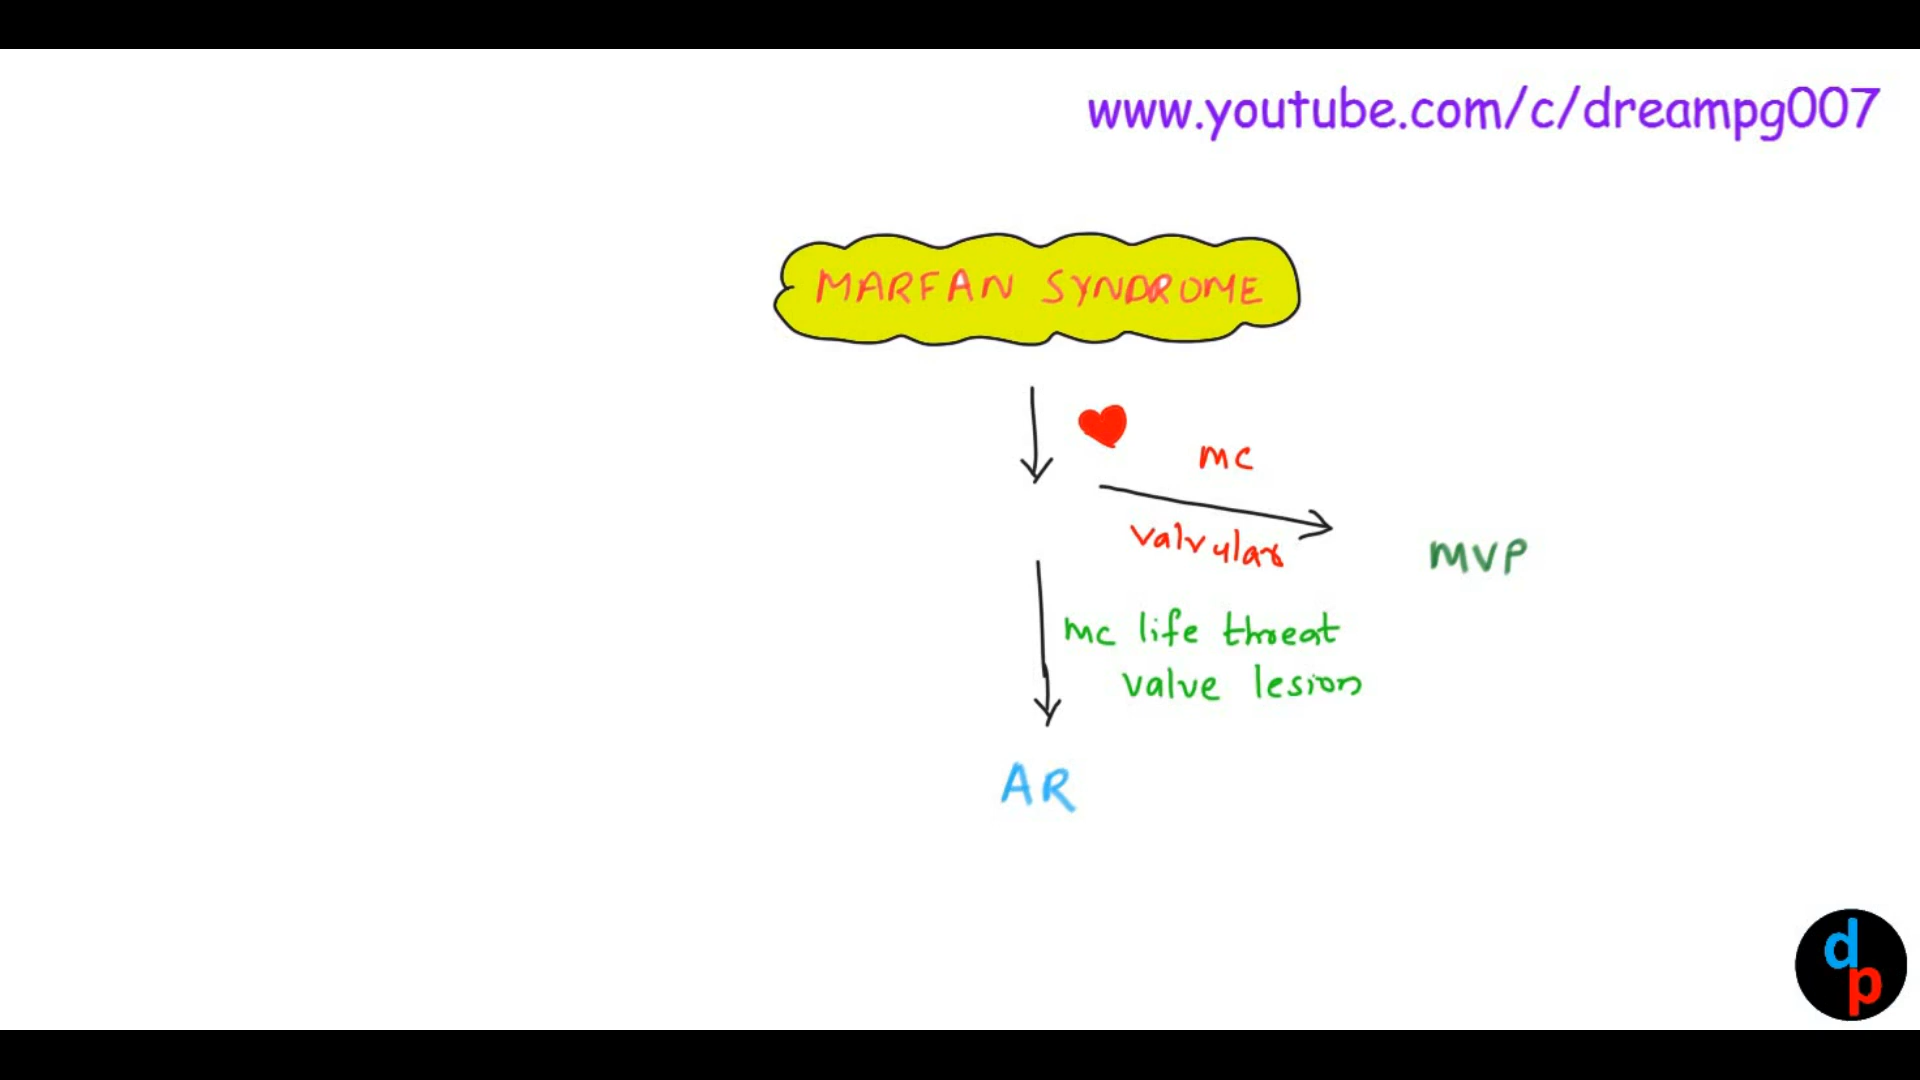 www.youtube.com/c/dreampg007
MARFAN SYNDROME
mc
valvular
MVP
mc life threat
valve lesion
AR
dp